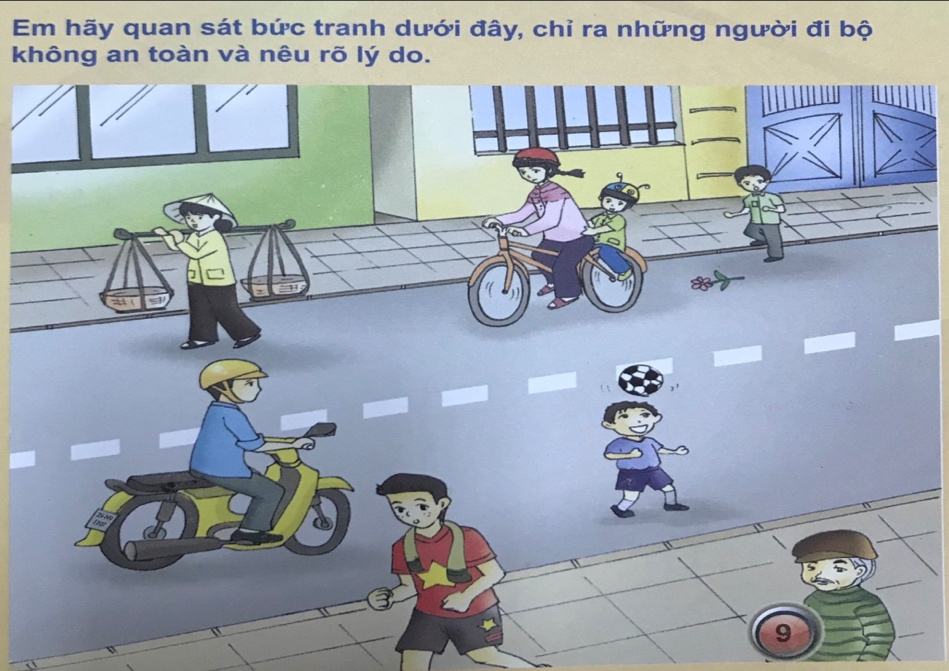 Em hãy quan sát bức tranh dưới đây, chỉ ra những người đi bộ
không an toàn và nêu rõ lý do.
9